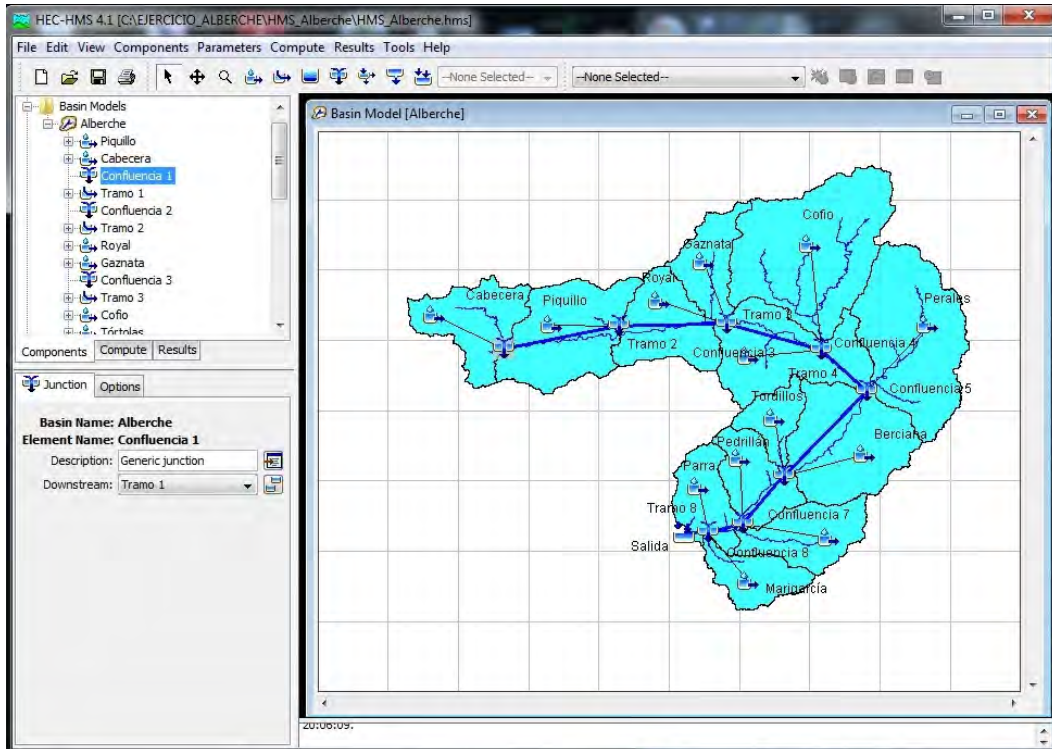 HEC-HMS 4.1 [C:\EJERCICIO_ALBERCHE\HMS_Alberche\HMS_Alberche.hms]
File Edit View Components Parameters Compute Results Tools Help
--None Selected-- --None Selected--
Basin Models
Alberche
Piquillo
Cabecera
Confluencia 1
Tramo 1
Confluencia 2
Tramo 2
Royal
Gaznata
Confluencia 3
Tramo 3
Cofio
Tórtolas
Components Compute Results
Junction Options
Basin Name: Alberche
Element Name: Confluencia 1
Description: Generic junction
Downstream: Tramo 1
Basin Model [Alberche]
Cofio
Gaznata
Royal
Cabecera Piquillo Perales
Tramo 3
Tramo 2 Confluencia 3 Confluencia 4
Tramo 4
Confluencia 5
Tordillos
Pedrillán Berciana
Parra
Tramo 8 Confluencia 7
Salida Confluencia 8
Marigarcía
20:06:09.